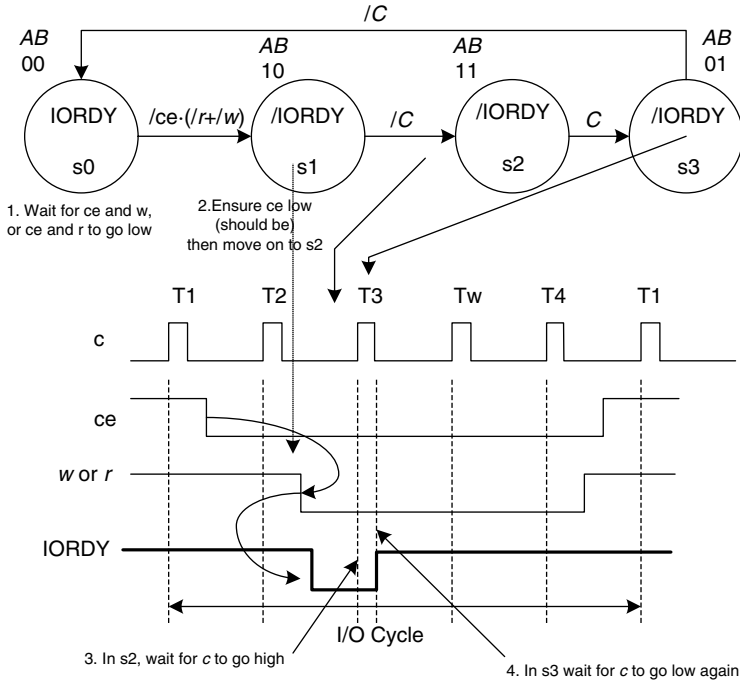 /C
AB
00
AB
10
AB
11
AB
01
IORDY
s0
/ce·(/r+/w)
/IORDY
s1
/C
/IORDY
s2
C
/IORDY
s3
1. Wait for ce and w,
or ce and r to go low
2.Ensure ce low
(should be)
then move on to s2
T1 T2 T3 Tw T4 T1
c
ce
w or r
IORDY
I/O Cycle
3. In s2, wait for c to go high
4. In s3 wait for c to go low again